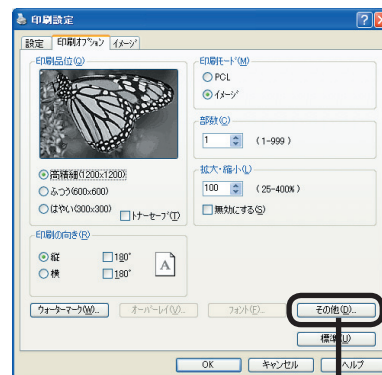 印刷設定
設定 印刷オプション イメージ
印刷品位(Q)
高精細(1200x1200)
ふつう(600x600)
はやい(300x300)
トナーセーブ(T)
印刷の向き(R)
縦 180°
横 180°
A
印刷モード(M)
PCL
イメージ
部数(C)
1 (1-999)
拡大・縮小(L)
100 (25-400%)
無効にする(S)
ウォーターマーク(W)... オーバーレイ(V)... フォント(F)... その他(D)...
標準(U)
OK キャンセル ヘルプ